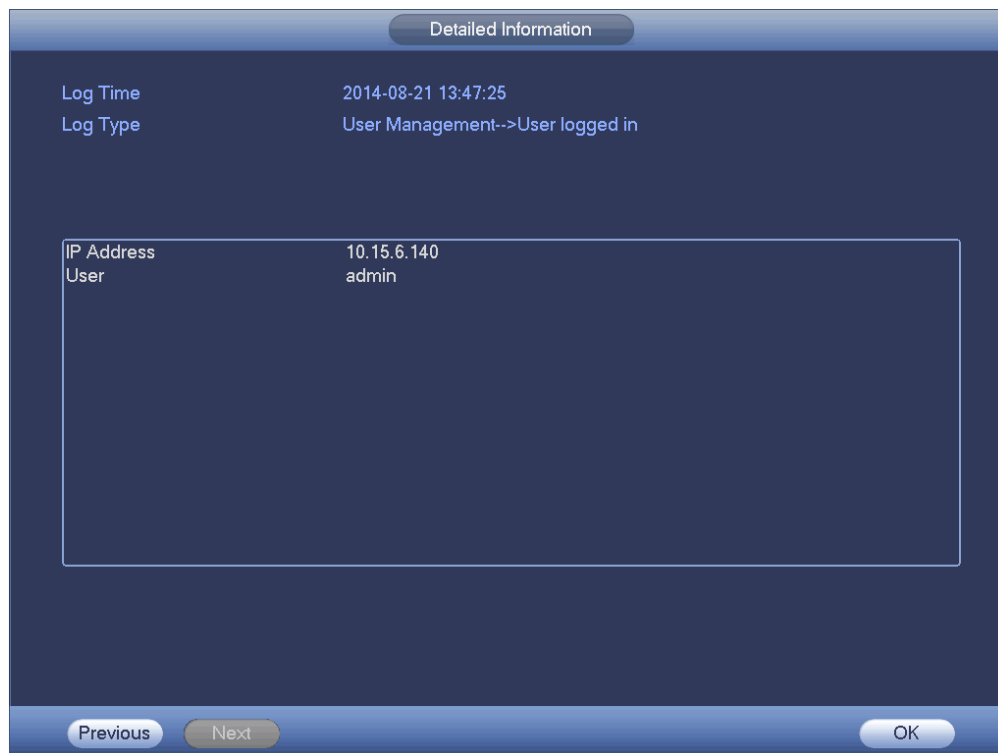 Detailed Information
Log Time 2014-08-21 13:47:25
Log Type User Management-->User logged in
IP Address 10.15.6.140
User admin
Previous Next OK